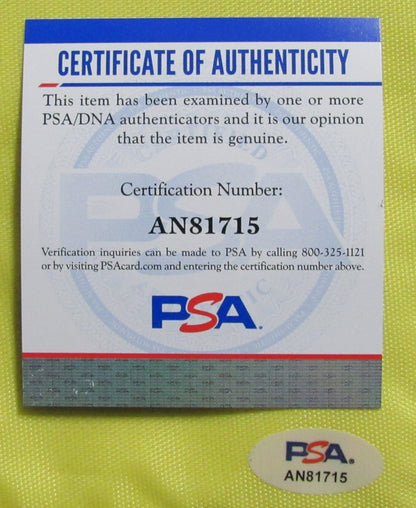 CERTIFICATE OF AUTHENTICITY
This item has been examined by one or more
PSA/DNA authenticators and it is our opinion
that the item is genuine.
Certification Number:
AN81715
Verification inquiries can be made to PSA by calling 800-325-1121
or by visiting PSAcard.com and entering the certification number above.
PSA.
PSA.
AN81715